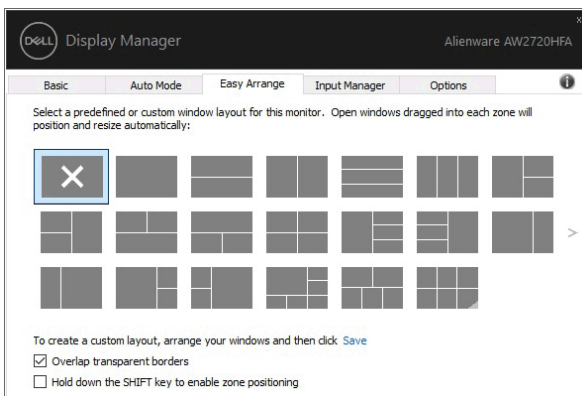 DELL Display Manager Alienware AW2720HFA
Basic Auto Mode Easy Arrange Input Manager Options
Select a predefined or custom window layout for this monitor. Open windows dragged into each zone will
position and resize automatically:
To create a custom layout, arrange your windows and then click Save
Overlap transparent borders
Hold down the SHIFT key to enable zone positioning